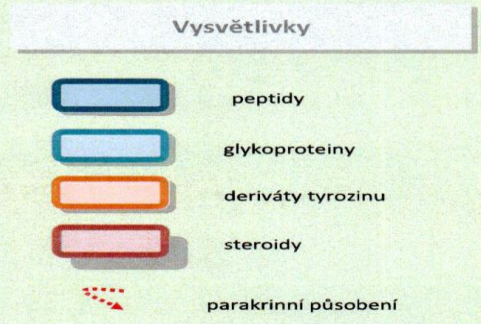 Vysvětlivky
peptidy
glykoproteiny
deriváty tyrozinu
steroidy
parakrinní působení